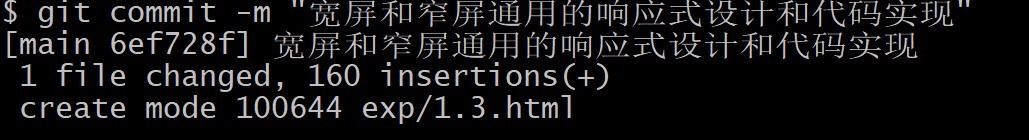 $ git commit -m "宽屏和窄屏通用的响应式设计和代码实现"
[main 6ef728f] 宽屏和窄屏通用的响应式设计和代码实现
 1 file changed, 160 insertions(+)
 create mode 100644 exp/1.3.html